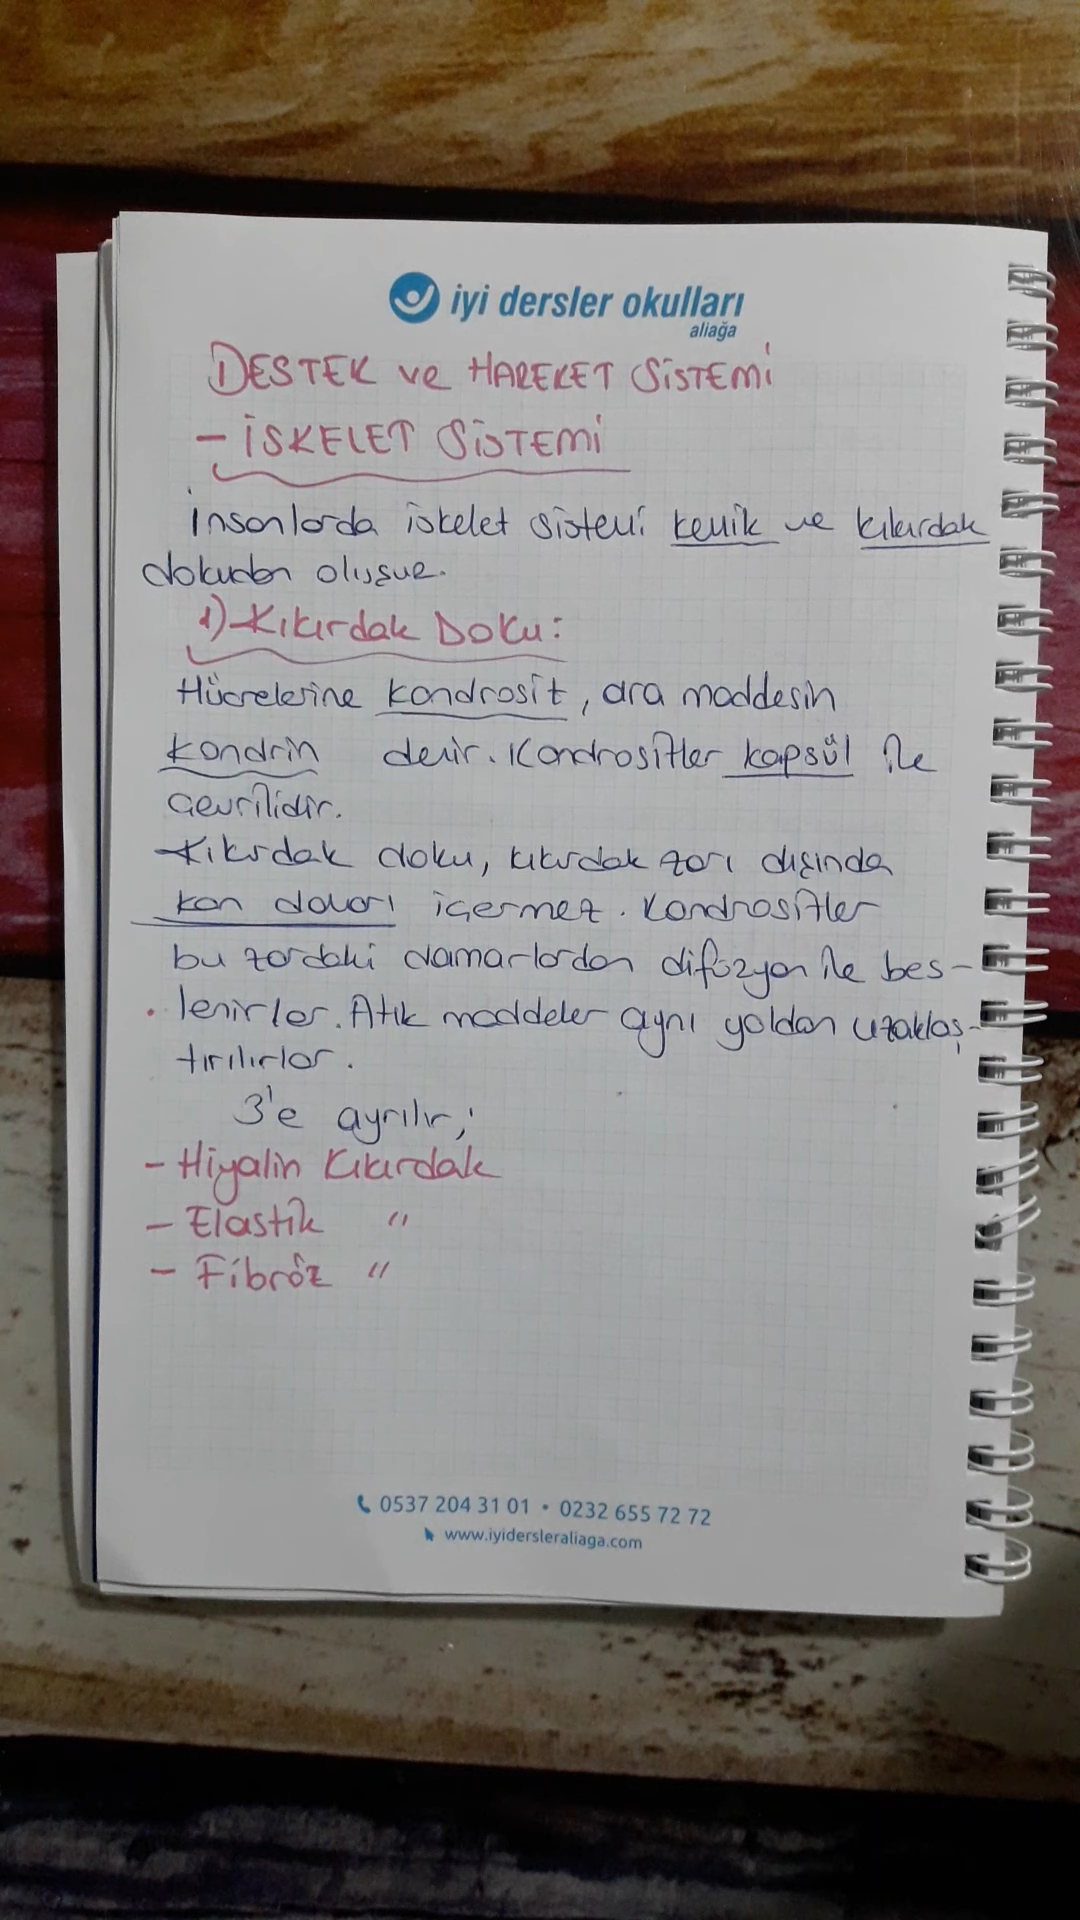 iyi dersler okulları
aliağa
DESTEK ve HAREKET SİSTEMİ
- İSKELET SİSTEMİ
İnsanlarda iskelet sistemi kemik ve kıkırdak
dokudan oluşur.
1) Kıkırdak Doku:
Hücrelerine kondrosit, ara maddesin
kondrin denir. Kondrositler kapsül ile
çevrilidir.
Kıkırdak doku, kıkırdak zarı dışında
kan damarı içermez. Kondrositler
bu zardaki damarlardan difüzyon ile bes-
lenirler. Atık maddeler aynı yoldan uzaklaş-
tırılırlar.
3'e ayrılır;
- Hiyalin Kıkırdak
- Elastik "
- Fibröz "
0537 204 31 01 • 0232 655 72 72
www.iyidersleraliaga.com